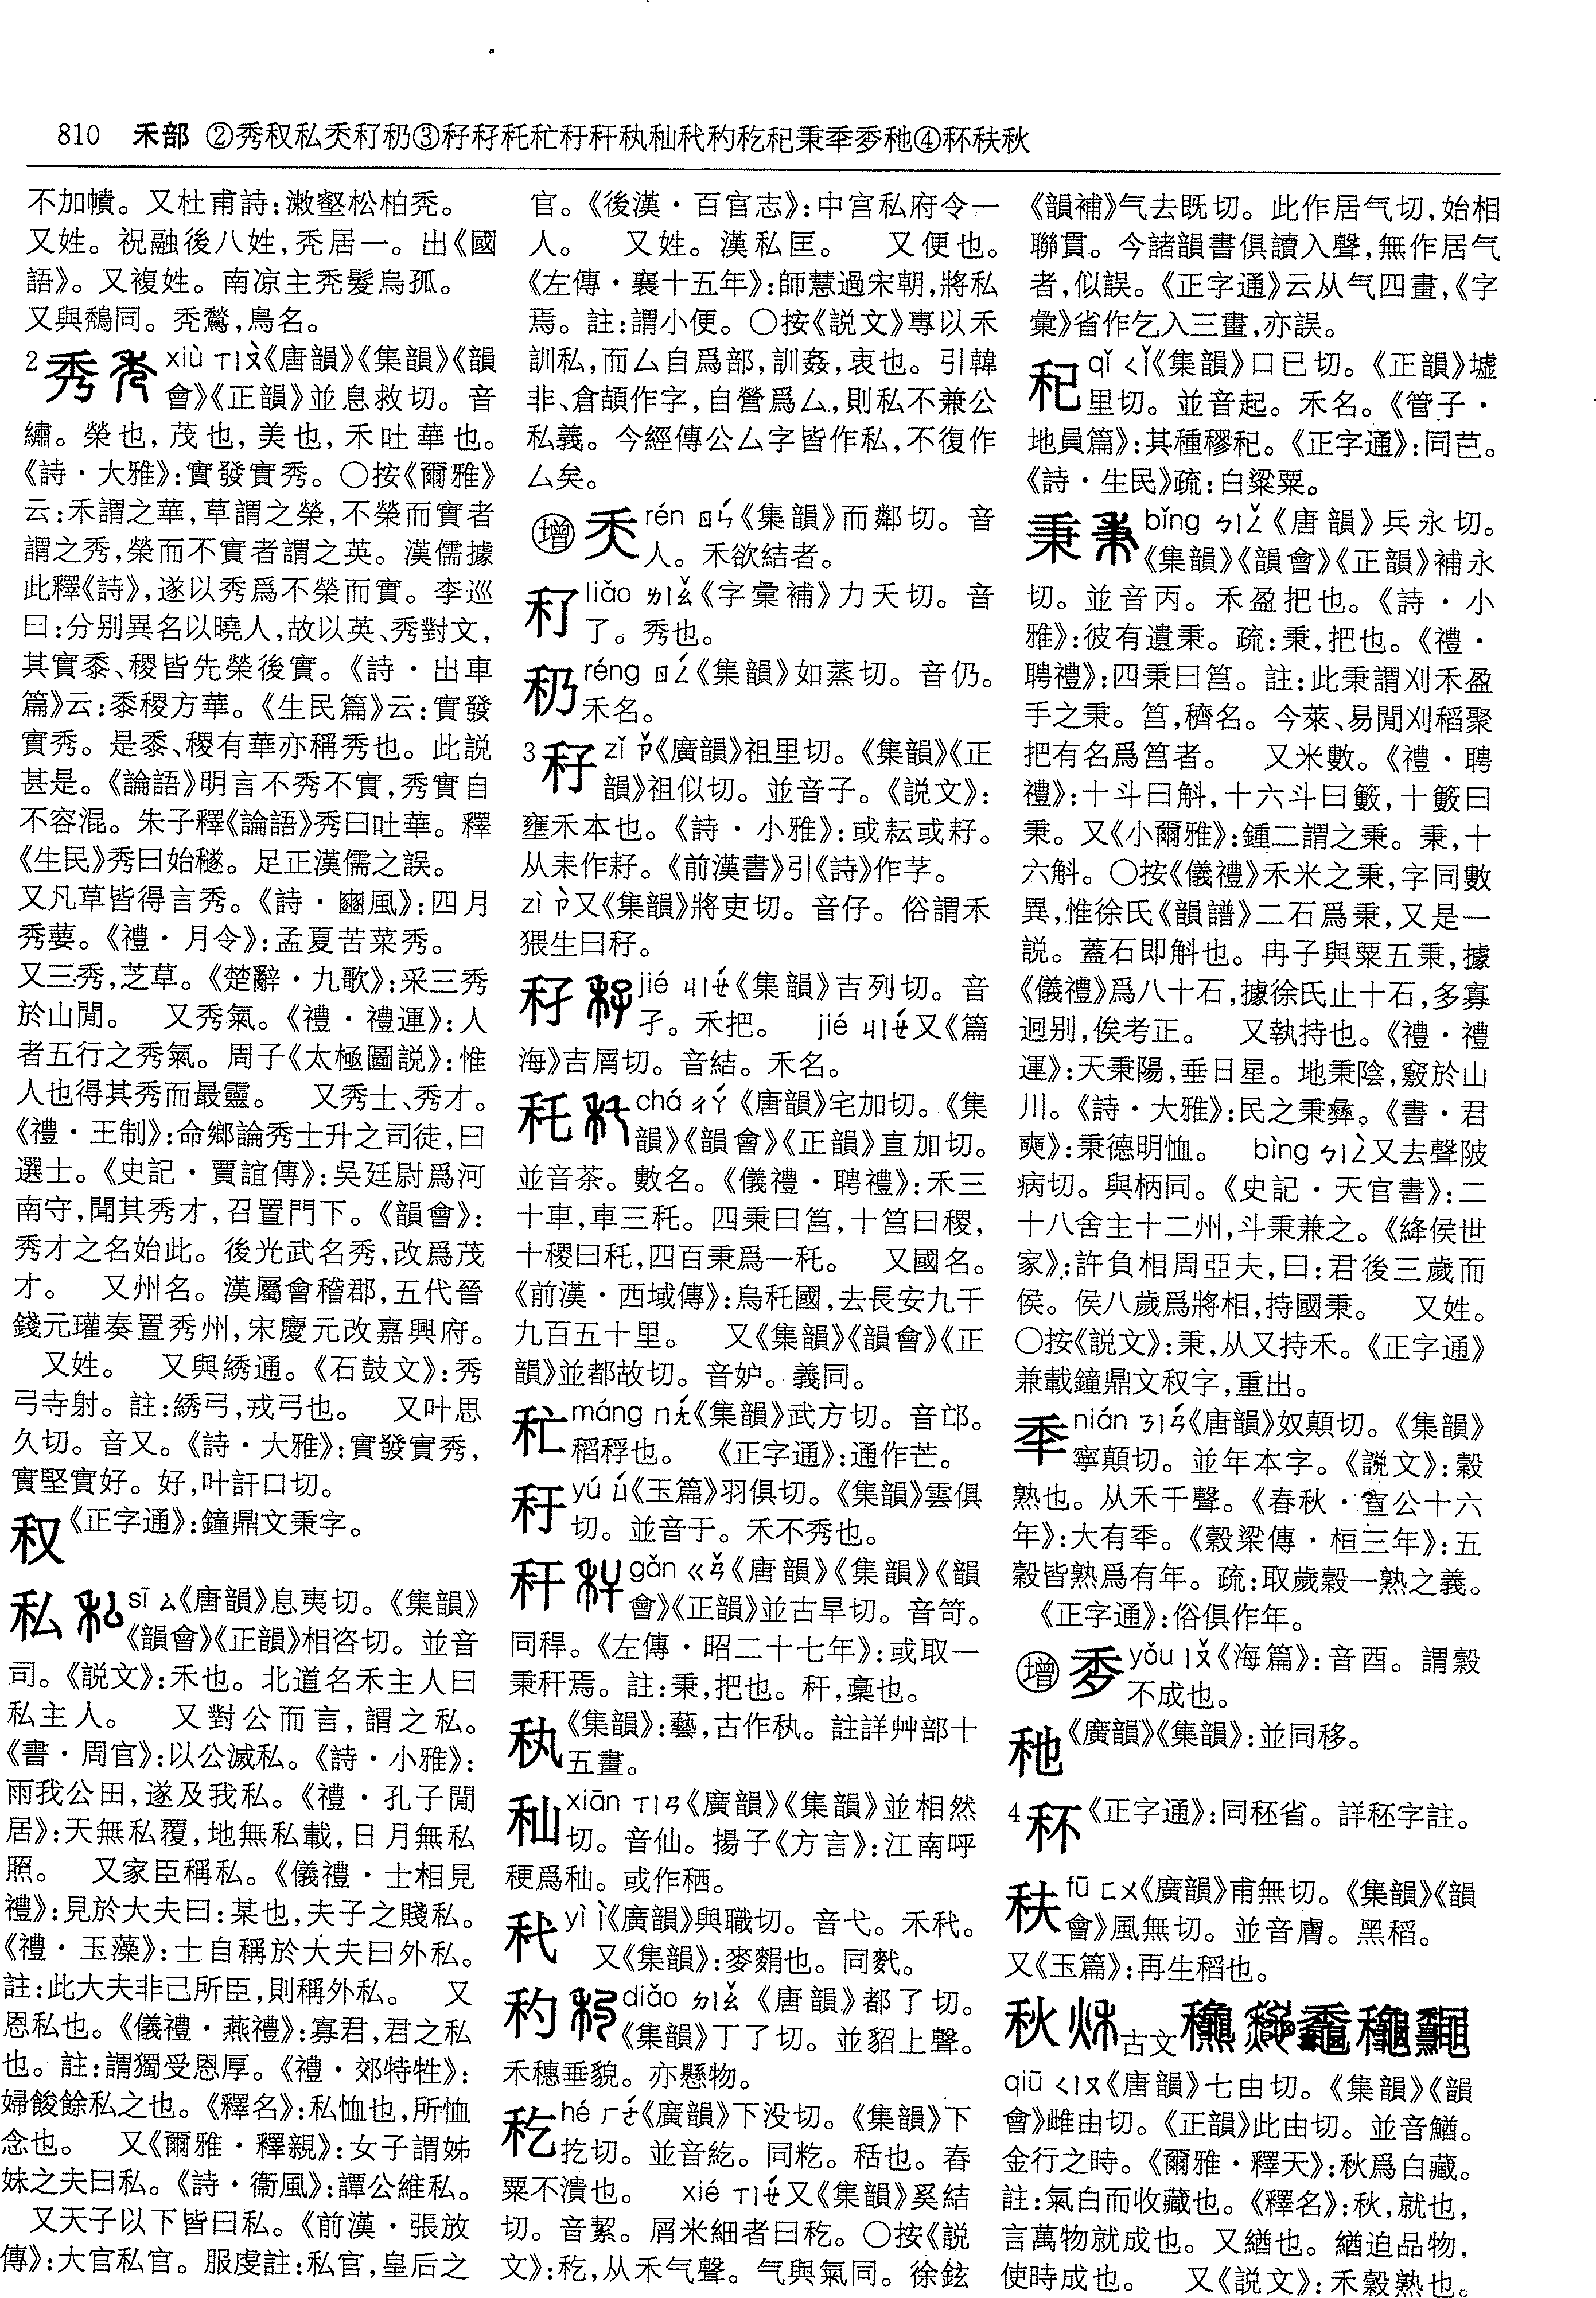 810 禾部 ②秀秅私秂秄秎③秄秄秅秇秆秆秇秈秋秎秔秜秉秊秊秜④秠秡秋
不加幘。又杜甫詩:潄壑松柏秃。
又姓。祝融後八姓,秃居一。出《國
語》。又複姓。南凉主秃髮烏孤。
又與鵚同。秃鶖,鳥名。
2 秀 xiù ㄒㄧㄡˋ《唐韻》《集韻》《韻
會》《正韻》並息救切。音
繡。榮也,茂也,美也,禾吐華也。
《詩・大雅》:實發實秀。○按《爾雅》
云:禾謂之華,草謂之榮,不榮而實者
謂之秀,榮而不實者謂之英。漢儒據
此釋《詩》,遂以秀爲不榮而實。李巡
曰:分别異名以曉人,故以英、秀對文,
其實黍、稷皆先榮後實。《詩・出車
篇》云:黍稷方華。《生民篇》云:實發
實秀。是黍、稷有華亦稱秀也。此説
甚是。《論語》明言不秀不實,秀實自
不容混。朱子釋《論語》秀曰吐華。釋
《生民》秀曰始穟。足正漢儒之誤。
又凡草皆得言秀。《詩・豳風》:四月
秀葽。《禮・月令》:孟夏苦菜秀。
又三秀,芝草。《楚辭・九歌》:采三秀
於山閒。 又秀氣。《禮・禮運》:人
者五行之秀氣。周子《太極圖説》:惟
人也得其秀而最靈。 又秀士、秀才。
《禮・王制》:命鄉論秀士升之司徒,曰
選士。《史記・賈誼傳》:吳廷尉爲河
南守,聞其秀才,召置門下。《韻會》:
秀才之名始此。後光武名秀,改爲茂
才。 又州名。漢屬會稽郡,五代晉
錢元瓘奏置秀州,宋慶元改嘉興府。
又姓。 又與綉通。《石鼓文》:秀
弓寺射。註:綉弓,戎弓也。 又叶思
久切。音叉。《詩・大雅》:實發實秀,
實堅實好。好,叶訐口切。
《正字通》:鐘鼎文秉字。
私 sī ㄙ《唐韻》息夷切。《集韻》
《韻會》《正韻》相咨切。並音
司。《説文》:禾也。北道名禾主人曰
私主人。 又對公而言,謂之私。
《書・周官》:以公滅私。《詩・小雅》:
雨我公田,遂及我私。《禮・孔子閒
居》:天無私覆,地無私載,日月無私
照。 又家臣稱私。《儀禮・士相見
禮》:見於大夫曰:某也,夫子之賤私。
《禮・玉藻》:士自稱於大夫曰外私。
註:此大夫非己所臣,則稱外私。 又
恩私也。《儀禮・燕禮》:寡君,君之私
也。註:謂獨受恩厚。《禮・郊特牲》:
婦餕餘私之也。《釋名》:私恤也,所恤
念也。 又《爾雅・釋親》:女子謂姊
妹之夫曰私。《詩・衞風》:譚公維私。
又天子以下皆曰私。《前漢・張放
傳》:大官私官。服虔註:私官,皇后之
官。《後漢・百官志》:中宫私府令一
人。 又姓。漢私匡。 又便也。
《左傳・襄十五年》:師慧過宋朝,將私
焉。註:謂小便。○按《説文》專以禾
訓私,而厶自爲部,訓姦,衺也。引韓
非、倉頡作字,自營爲厶,則私不兼公
私義。今經傳公厶字皆作私,不復作
厶矣。
增 秂 rén ㄖㄣˊ《集韻》而鄰切。音
人。禾欲結者。
liǎo ㄌㄧㄠˇ《字彙補》力夭切。音
了。秀也。
réng ㄖㄥˊ《集韻》如蒸切。音仍。
禾名。
3 秄 zǐ ㄗˇ《廣韻》祖里切。《集韻》《正
韻》祖似切。並音子。《説文》:
壅禾本也。《詩・小雅》:或耘或耔。
从耒作耔。《前漢書》引《詩》作芓。
zì ㄗˋ又《集韻》將吏切。音仔。俗謂禾
猥生曰秄。
jié ㄐㄧㄝˊ《集韻》吉列切。音
孑。禾把。 jié ㄐㄧㄝˊ又《篇
海》吉屑切。音結。禾名。
秅 chá ㄔㄚˊ《唐韻》宅加切。《集
韻》《韻會》《正韻》直加切。
並音茶。數名。《儀禮・聘禮》:禾三
十車,車三秅。四秉曰筥,十筥曰稷,
十稷曰秅,四百秉爲一秅。 又國名。
《前漢・西域傳》:烏秅國,去長安九千
九百五十里。 又《集韻》《韻會》《正
韻》並都故切。音妒。義同。
máng ㄇㄤˊ《集韻》武方切。音邙。
稻稃也。 《正字通》:通作芒。
yú ㄩˊ《玉篇》羽俱切。《集韻》雲俱
切。並音于。禾不秀也。
秆 gǎn ㄍㄢˇ《唐韻》《集韻》《韻
會》《正韻》並古旱切。音笴。
同稈。《左傳・昭二十七年》:或取一
秉秆焉。註:秉,把也。秆,稾也。
秇 《集韻》:藝,古作秇。註詳艸部十
五畫。
秈 xiān ㄒㄧㄢ《廣韻》《集韻》並相然
切。音仙。揚子《方言》:江南呼
稉爲秈。或作粞。
yì ㄧˋ《廣韻》與職切。音弋。禾杙。
又《集韻》:麥䴬也。同䴬。
diǎo ㄉㄧㄠˇ《唐韻》都了切。
《集韻》丁了切。並貂上聲。
禾穗垂貌。亦懸物。
秔 hé ㄏㄜˊ《廣韻》下没切。《集韻》下
扢切。並音紇。同籺。秳也。舂
粟不潰也。 xié ㄒㄧㄝˊ又《集韻》奚結
切。音絜。屑米細者曰秔。○按《説
文》:秔,从禾气聲。气與氣同。徐鉉
《韻補》气去既切。此作居气切,始相
聯貫。今諸韻書俱讀入聲,無作居气
者,似誤。《正字通》云从气四畫,《字
彙》省作乞入三畫,亦誤。
qǐ ㄑㄧˇ《集韻》口已切。《正韻》墟
里切。並音起。禾名。《管子・
地員篇》:其種穋杞。《正字通》:同芑。
《詩・生民》疏:白粱粟。
秉 bǐng ㄅㄧㄥˇ《唐韻》兵永切。
《集韻》《韻會》《正韻》補永
切。並音丙。禾盈把也。《詩・小
雅》:彼有遺秉。疏:秉,把也。《禮・
聘禮》:四秉曰筥。註:此秉謂刈禾盈
手之秉。筥,穧名。今萊、易閒刈稻聚
把有名爲筥者。 又米數。《禮・聘
禮》:十斗曰斛,十六斗曰籔,十籔曰
秉。又《小爾雅》:鍾二謂之秉。秉,十
六斛。○按《儀禮》禾米之秉,字同數
異,惟徐氏《韻譜》二石爲秉,又是一
説。蓋石即斛也。冉子與粟五秉,據
《儀禮》爲八十石,據徐氏止十石,多寡
迥别,俟考正。 又執持也。《禮・禮
運》:天秉陽,垂日星。地秉陰,竅於山
川。《詩・大雅》:民之秉彝。《書・君
奭》:秉德明恤。 bìng ㄅㄧㄥˋ又去聲陂
病切。與柄同。《史記・天官書》:二
十八舍主十二州,斗秉兼之。《絳侯世
家》:許負相周亞夫,曰:君後三歲而
侯。侯八歲爲將相,持國秉。 又姓。
○按《説文》:秉,从又持禾。《正字通》
兼載鐘鼎文字,重出。
秊 nián ㄋㄧㄢˊ《唐韻》奴顛切。《集韻》
寧顛切。並年本字。《説文》:穀
熟也。从禾千聲。《春秋・宣公十六
年》:大有秊。《穀梁傳・桓三年》:五
穀皆熟爲有年。疏:取歲穀一熟之義。
《正字通》:俗俱作年。
增 yǒu ㄧㄡˇ《海篇》:音酉。謂穀
不成也。
《廣韻》《集韻》:並同移。
4 《正字通》:同秠省。詳秠字註。
fū ㄈㄨ《廣韻》甫無切。《集韻》《韻
會》風無切。並音膚。黑稻。
又《玉篇》:再生稻也。
秋 古文
qiū ㄑㄧㄡ《唐韻》七由切。《集韻》《韻
會》雌由切。《正韻》此由切。並音鰌。
金行之時。《爾雅・釋天》:秋爲白藏。
註:氣白而收藏也。《釋名》:秋,就也,
言萬物就成也。又緧也。緧迫品物,
使時成也。 又《説文》:禾穀熟也。